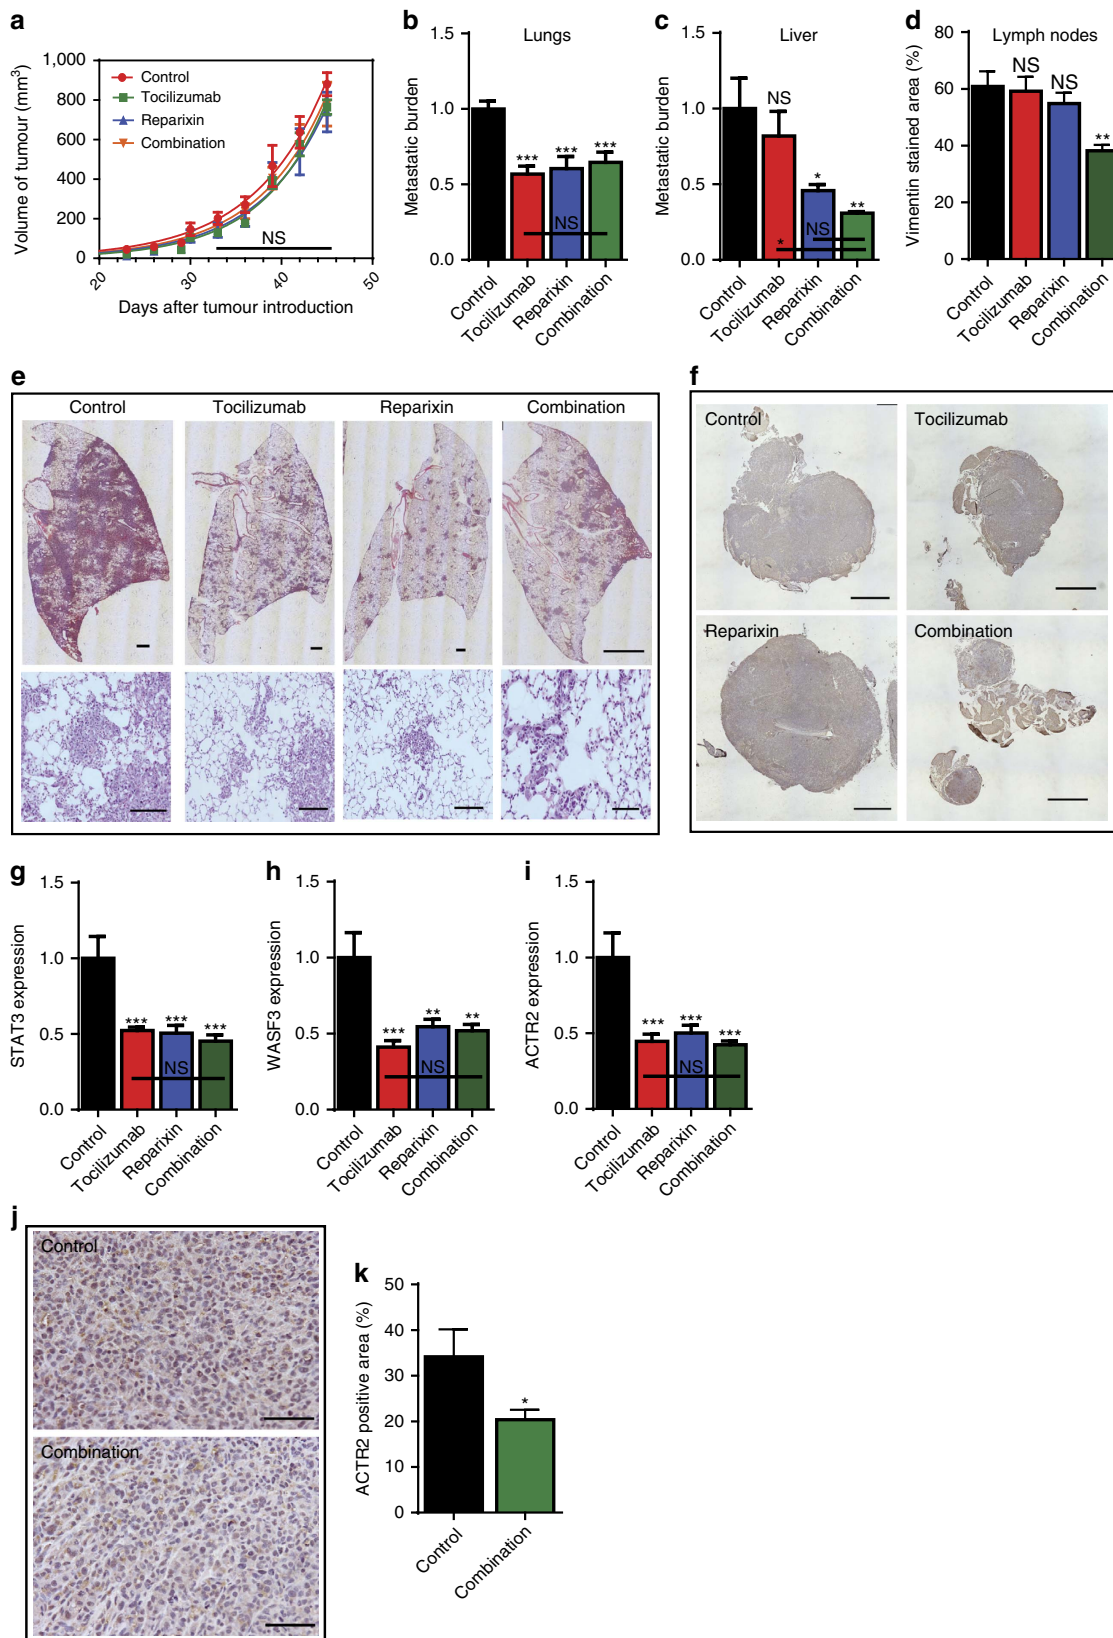 a
1,000
800
600
400
200
0
Volume of tumour (mm³)
Control
Tocilizumab
Reparixin
Combination
NS
20
30
40
50
Days after tumour introduction
b
Lungs
1.5
1.0
0.5
0.0
Metastatic burden
***
***
***
NS
Control
Tocilizumab
Reparixin
Combination
c
Liver
1.5
1.0
0.5
0.0
Metastatic burden
NS
*
**
NS
*
Control
Tocilizumab
Reparixin
Combination
d
Lymph nodes
80
60
40
20
0
Vimentin stained area (%)
NS
NS
**
Control
Tocilizumab
Reparixin
Combination
e
Control
Tocilizumab
Reparixin
Combination
f
Control
Tocilizumab
Reparixin
Combination
g
1.5
1.0
0.5
0.0
STAT3 expression
***
***
***
NS
Control
Tocilizumab
Reparixin
Combination
h
1.5
1.0
0.5
0.0
WASF3 expression
***
**
**
NS
Control
Tocilizumab
Reparixin
Combination
i
1.5
1.0
0.5
0.0
ACTR2 expression
***
***
***
NS
Control
Tocilizumab
Reparixin
Combination
j
Control
Combination
k
50
40
30
20
10
0
ACTR2 positive area (%)
*
Control
Combination